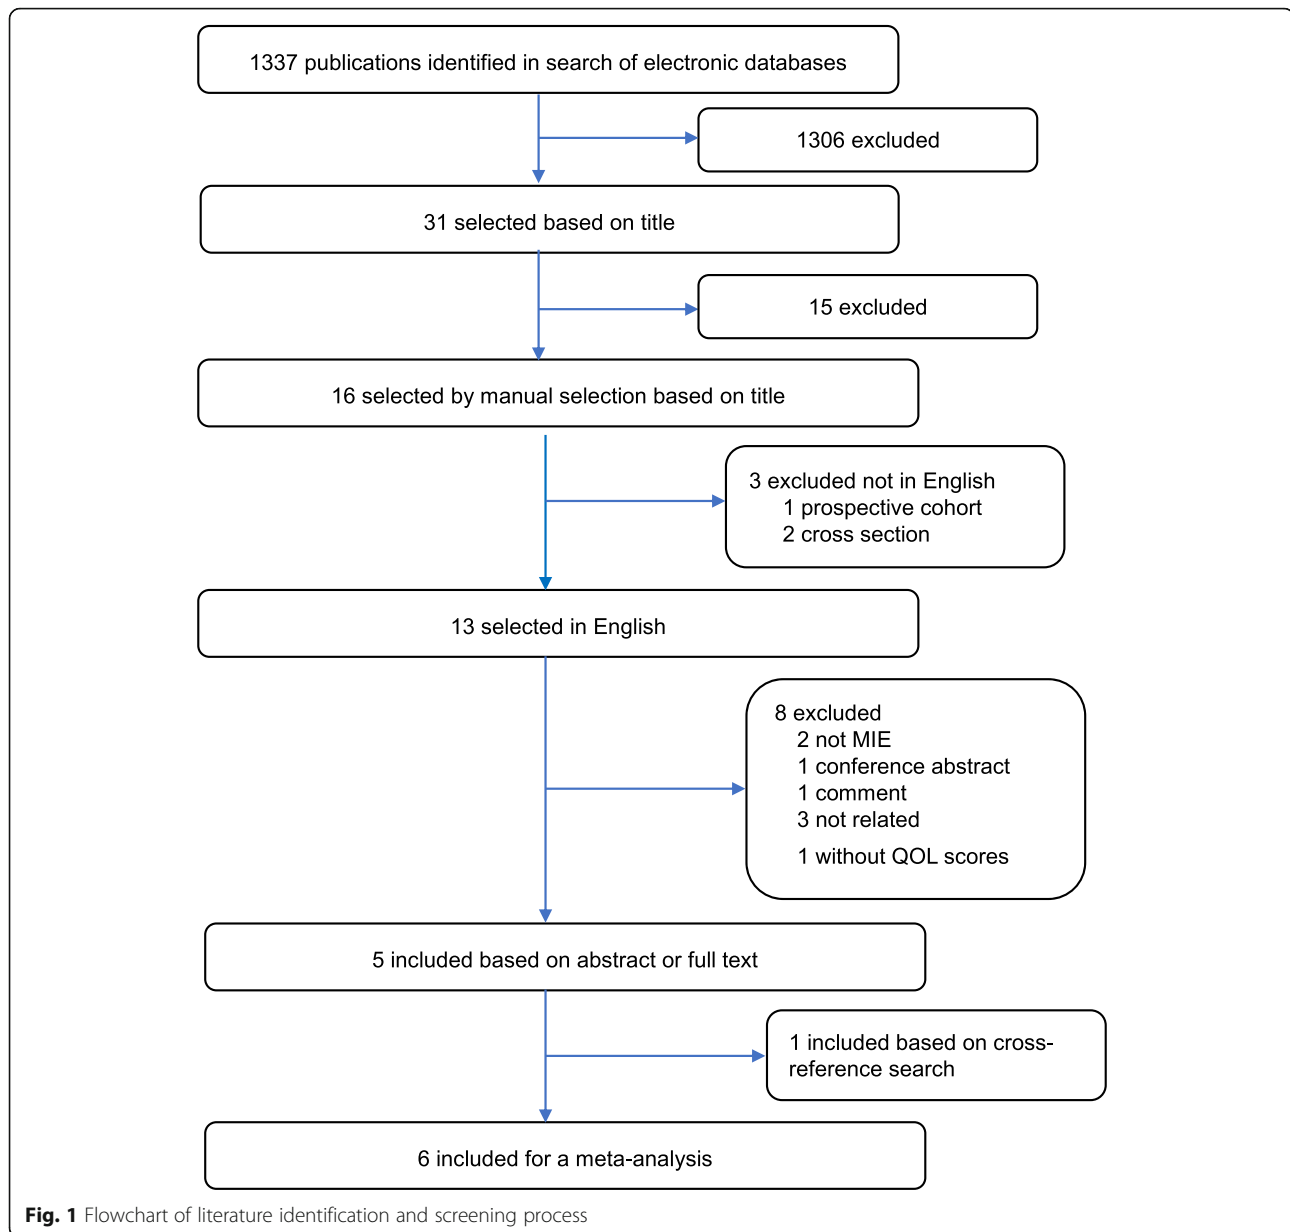 1337 publications identified in search of electronic databases
1306 excluded
31 selected based on title
15 excluded
16 selected by manual selection based on title
3 excluded not in English
1 prospective cohort
2 cross section
13 selected in English
8 excluded
2 not MIE
1 conference abstract
1 comment
3 not related
1 without QOL scores
5 included based on abstract or full text
1 included based on cross-
reference search
6 included for a meta-analysis
Fig. 1 Flowchart of literature identification and screening process